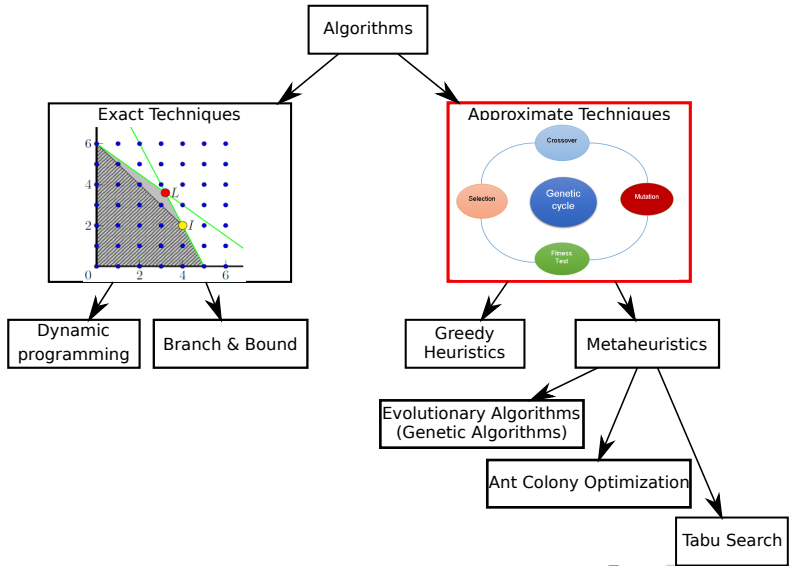 Algorithms
Exact Techniques
6
4
2
0
2
4
6
L
I
Approximate Techniques
Crossover
Selection
Genetic
cycle
Mutation
Fitness
Test
Dynamic
programming
Branch & Bound
Greedy
Heuristics
Metaheuristics
Evolutionary Algorithms
(Genetic Algorithms)
Ant Colony Optimization
Tabu Search